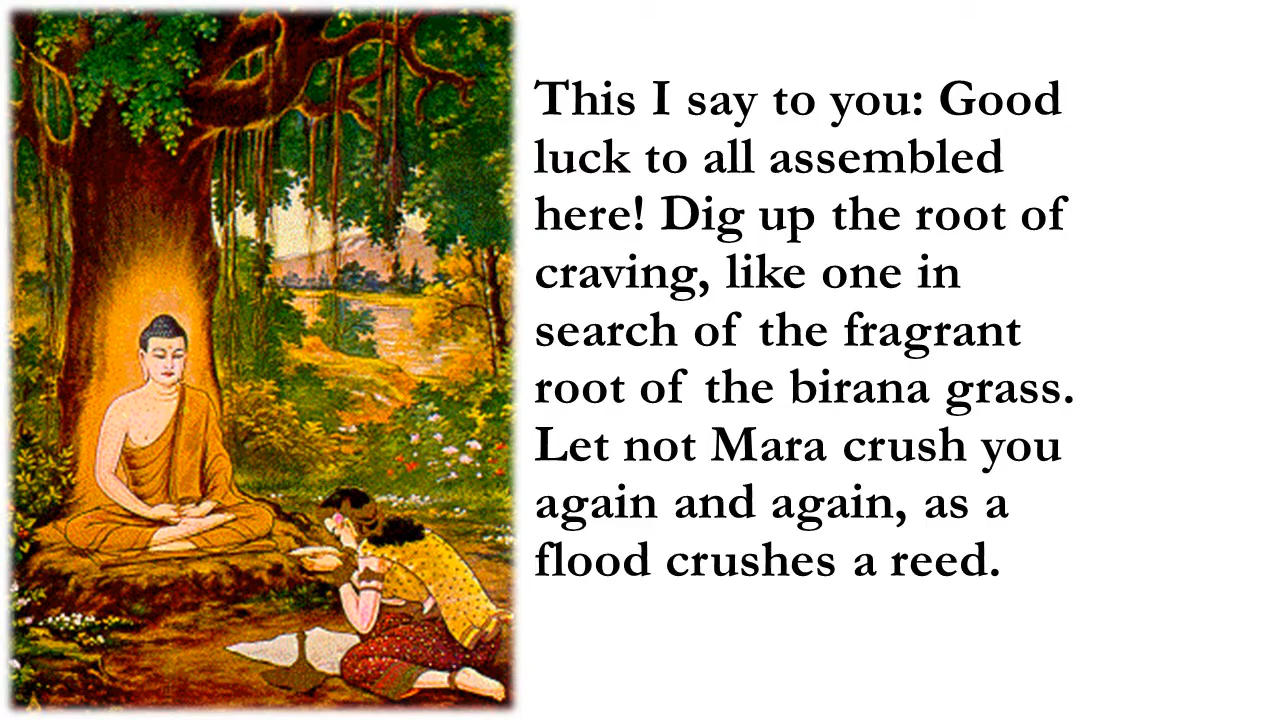 This I say to you: Good
luck to all assembled
here! Dig up the root of
craving, like one in
search of the fragrant
root of the birana grass.
Let not Mara crush you
again and again, as a
flood crushes a reed.